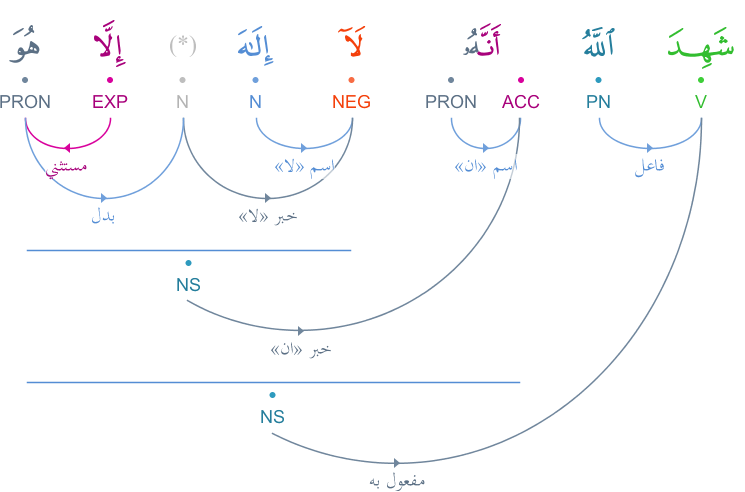 شَهِدَ ٱللَّهُ أَنَّهُۥ لَآ إِلَٰهَ (*) إِلَّا هُوَ
V PN ACC PRON NEG N N EXP PRON
فاعل اسم «ان» اسم «لا» مستثني
خبر «لا» بدل
NS
خبر «ان»
NS
مفعول به